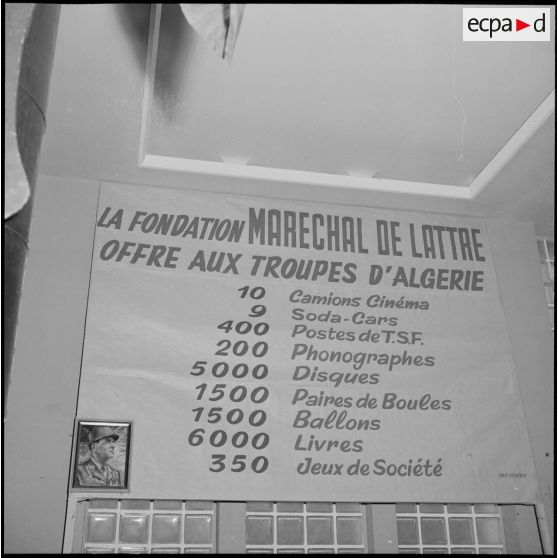 ecpa d
LA FONDATION MARECHAL DE LATTRE
OFFRE AUX TROUPES D'ALGERIE
10 Camions Cinéma
9 Soda-Cars
400 Postes de T.S.F.
200 Phonographes
5000 Disques
1500 Paires de Boules
1500 Ballons
6000 Livres
350 Jeux de Société